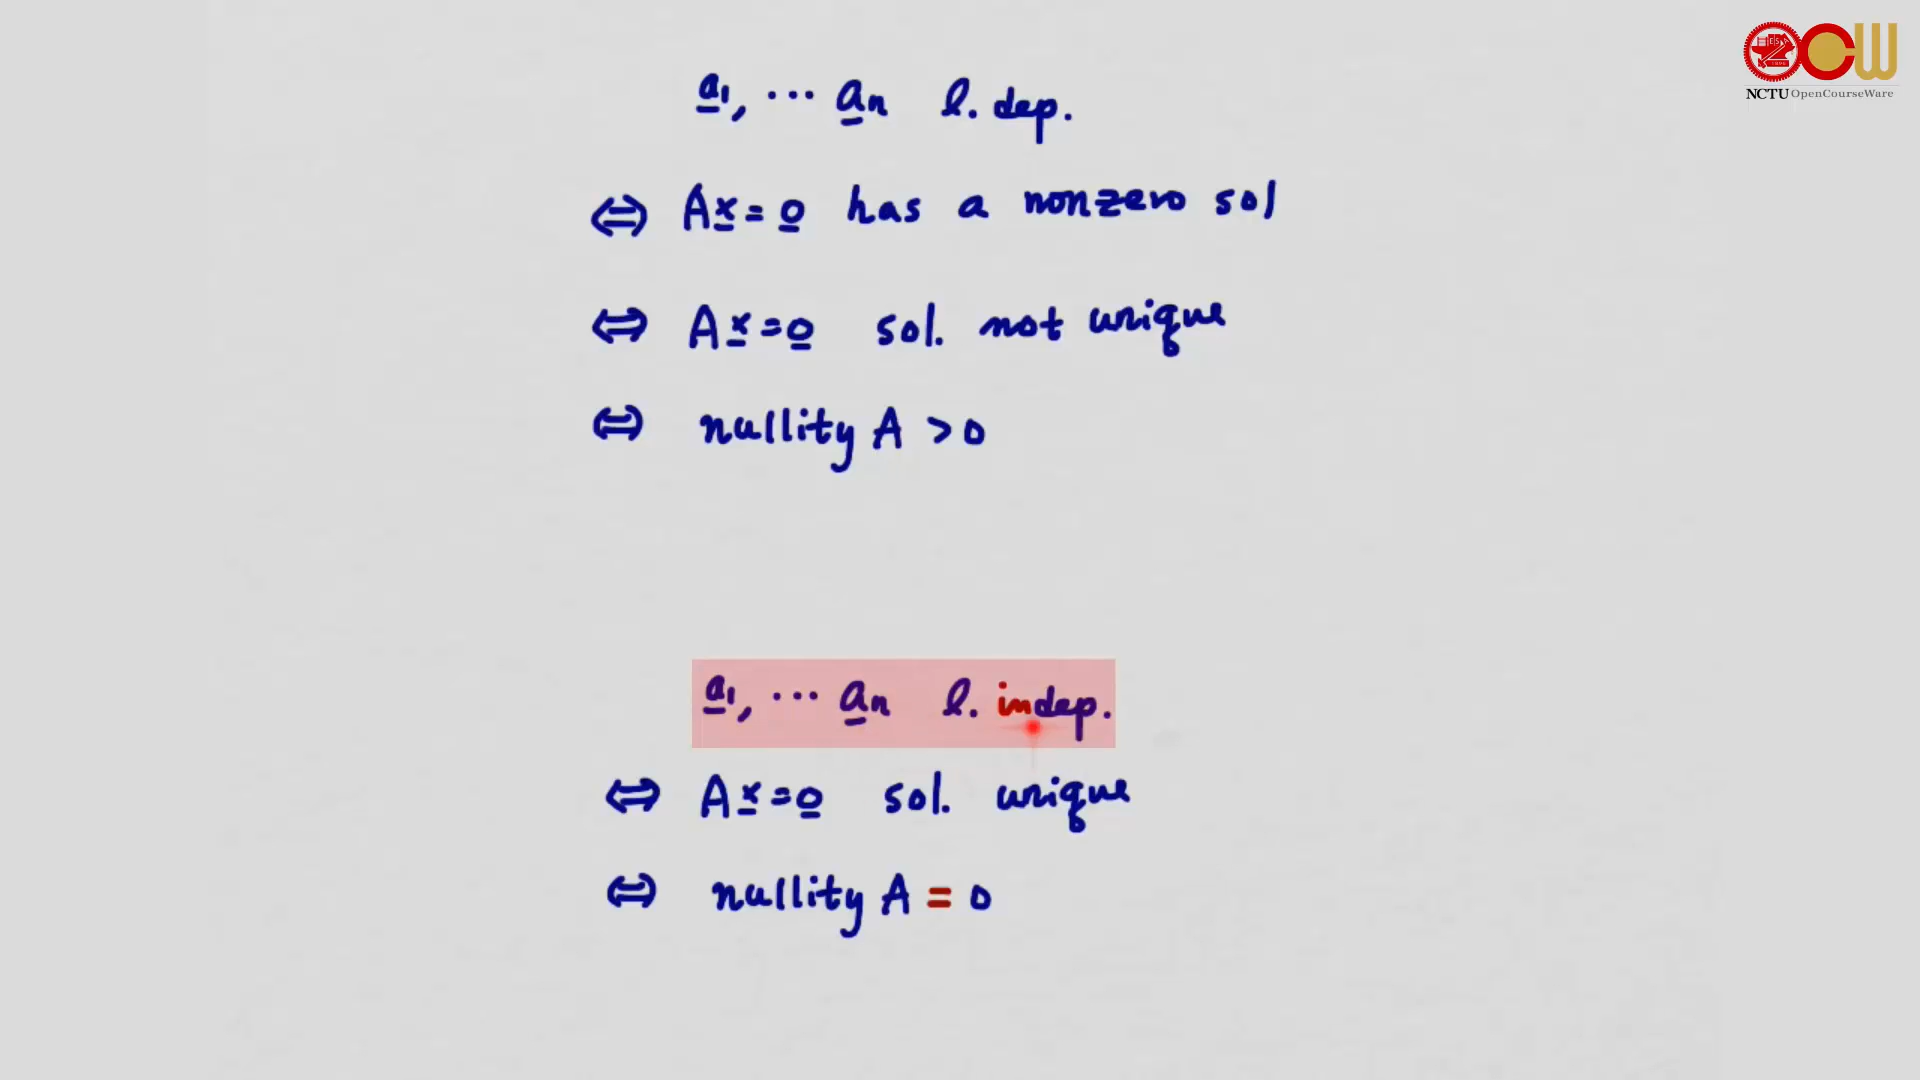 a1, ... an l. dep.
⇔ Ax = 0 has a nonzero sol
⇔ Ax = 0 sol. not unique
⇔ nullity A > 0
a1, ... an l. indep.
⇔ Ax = 0 sol. unique
⇔ nullity A = 0
OCW
NCTU OpenCourseWare